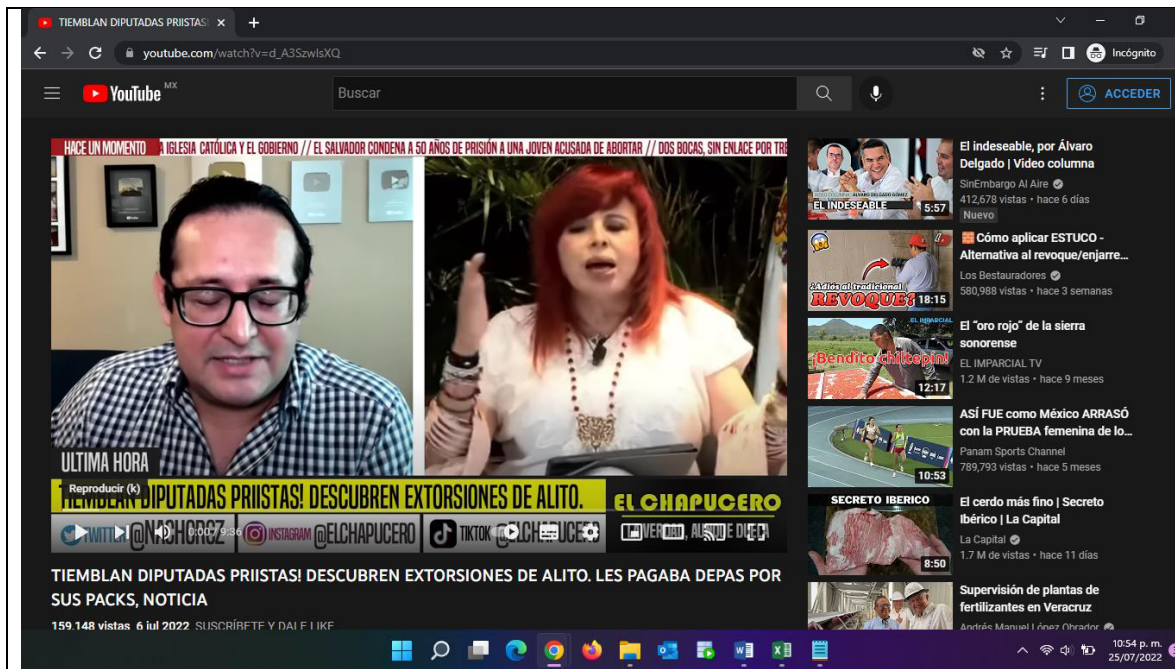 TIEMBLAN DIPUTADAS PRIISTAS
youtube.com/watch?v=d_A3SzwlsXQ
Incógnito
YouTube MX
Buscar
ACCEDER
HACE UN MOMENTO A IGLESIA CATÓLICA Y EL GOBIERNO // EL SALVADOR CONDENA A 50 AÑOS DE PRISIÓN A UNA JOVEN ACUSADA DE ABORTAR // DOS BOCAS, SIN ENLACE POR TRE
ULTIMA HORA
Reproducir (k)
TIEMBLAN DIPUTADAS PRIISTAS! DESCUBREN EXTORSIONES DE ALITO.
EL CHAPUCERO
TWITTER @NACHORGZ INSTAGRAM @ELCHAPUCERO TIKTOK
0:00 / 9:36
TIEMBLAN DIPUTADAS PRIISTAS! DESCUBREN EXTORSIONES DE ALITO. LES PAGABA DEPAS POR
SUS PACKS, NOTICIA
159,148 vistas 6 jul 2022 SUSCRÍBETE Y DALE LIKE
EL INDESEABLE
5:57
El indeseable, por Álvaro
Delgado | Video columna
SinEmbargo Al Aire
412,678 vistas • hace 6 días
Nuevo
¿Adiós al tradicional
REVOQUE?
18:15
Cómo aplicar ESTUCO -
Alternativa al revoque/enjarre...
Los Bestauradores
580,988 vistas • hace 3 semanas
EL IMPARCIAL
¡Bendito chiltepín!
12:17
El "oro rojo" de la sierra
sonorense
EL IMPARCIAL TV
1.2 M de vistas • hace 9 meses
10:53
ASÍ FUE como México ARRASÓ
con la PRUEBA femenina de lo...
Panam Sports Channel
789,793 vistas • hace 5 meses
SECRETO IBERICO
8:50
El cerdo más fino | Secreto
Ibérico | La Capital
La Capital
1.7 M de vistas • hace 11 días
Supervisión de plantas de
fertilizantes en Veracruz
Andrés Manuel López Obrador
10:54 p. m.
25/07/2022